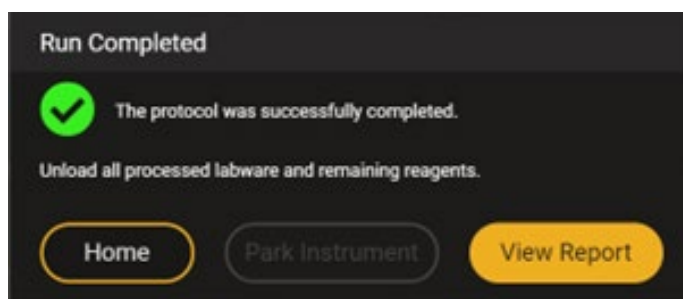 Run Completed
The protocol was successfully completed.
Unload all processed labware and remaining reagents.
Home
Park Instrument
View Report